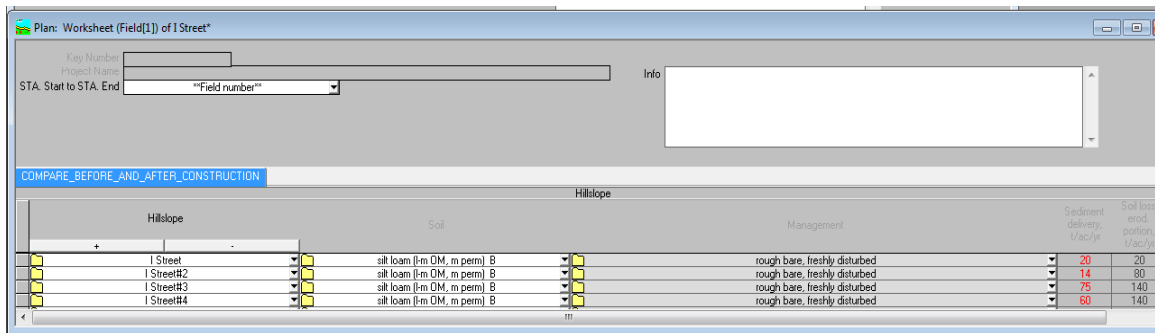 Plan: Worksheet (Field[1]) of I Street*
Key Number
Project Name
STA. Start to STA. End **Field number**
Info
COMPARE_BEFORE_AND_AFTER_CONSTRUCTION
Hillslope
Hillslope Soil Management Sediment delivery, t/ac/yr Soil loss erod. portion, t/ac/yr
+ -
I Street silt loam (l-m OM, m perm) B rough bare, freshly disturbed 20 20
I Street#2 silt loam (l-m OM, m perm) B rough bare, freshly disturbed 14 80
I Street#3 silt loam (l-m OM, m perm) B rough bare, freshly disturbed 75 140
I Street#4 silt loam (l-m OM, m perm) B rough bare, freshly disturbed 60 140